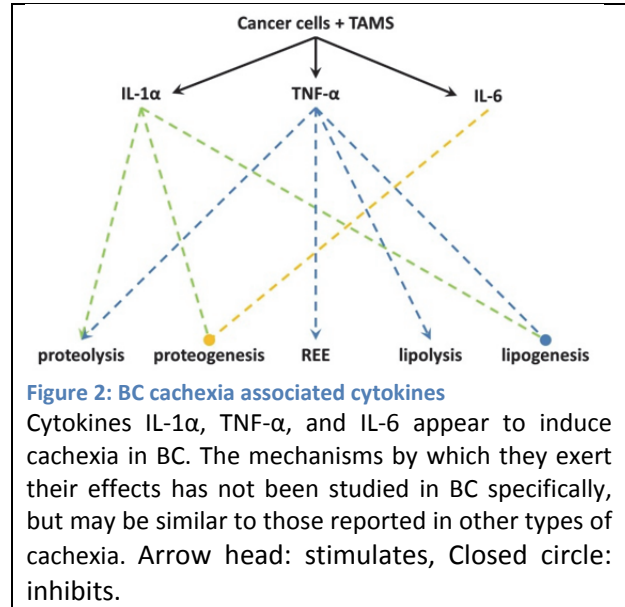 Cancer cells + TAMS
IL-1α TNF-α IL-6
proteolysis proteogenesis REE lipolysis lipogenesis
Figure 2: BC cachexia associated cytokines
Cytokines IL-1α, TNF-α, and IL-6 appear to induce
cachexia in BC. The mechanisms by which they exert
their effects has not been studied in BC specifically,
but may be similar to those reported in other types of
cachexia. Arrow head: stimulates, Closed circle:
inhibits.